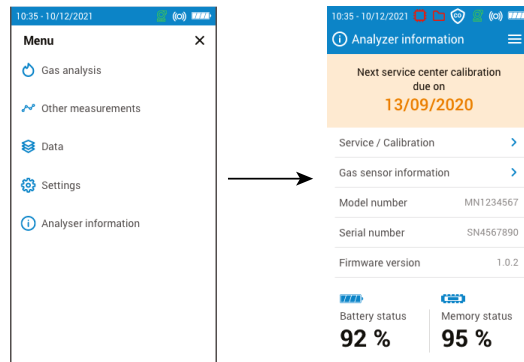 10:35 - 10/12/2021
Menu
Gas analysis
Other measurements
Data
Settings
Analyser information
10:35 - 10/12/2021 CO
Analyzer information
Next service center calibration
due on
13/09/2020
Service / Calibration
Gas sensor information
Model number MN1234567
Serial number SN4567890
Firmware version 1.0.2
Battery status Memory status
92 % 95 %